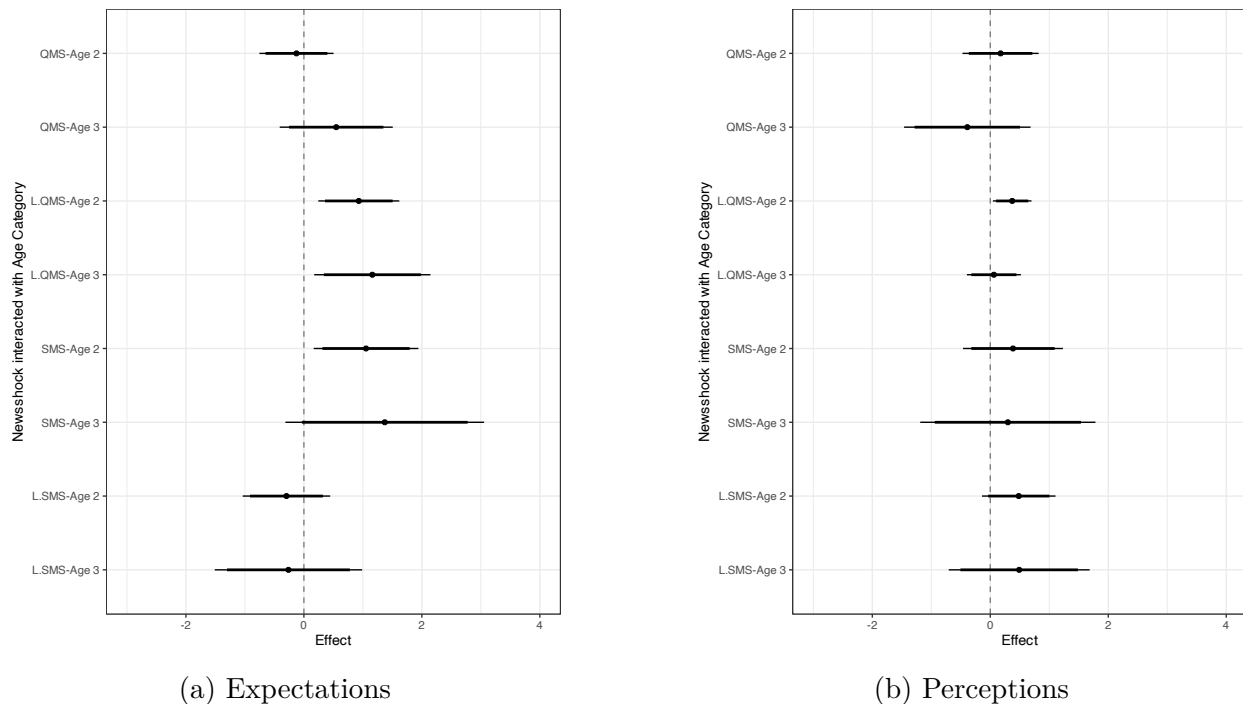 Newsshock interacted with Age Category
QMS-Age 2
QMS-Age 3
L.QMS-Age 2
L.QMS-Age 3
SMS-Age 2
SMS-Age 3
L.SMS-Age 2
L.SMS-Age 3
-2 0 2 4
Effect
(a) Expectations
Newsshock interacted with Age Category
QMS-Age 2
QMS-Age 3
L.QMS-Age 2
L.QMS-Age 3
SMS-Age 2
SMS-Age 3
L.SMS-Age 2
L.SMS-Age 3
-2 0 2 4
Effect
(b) Perceptions